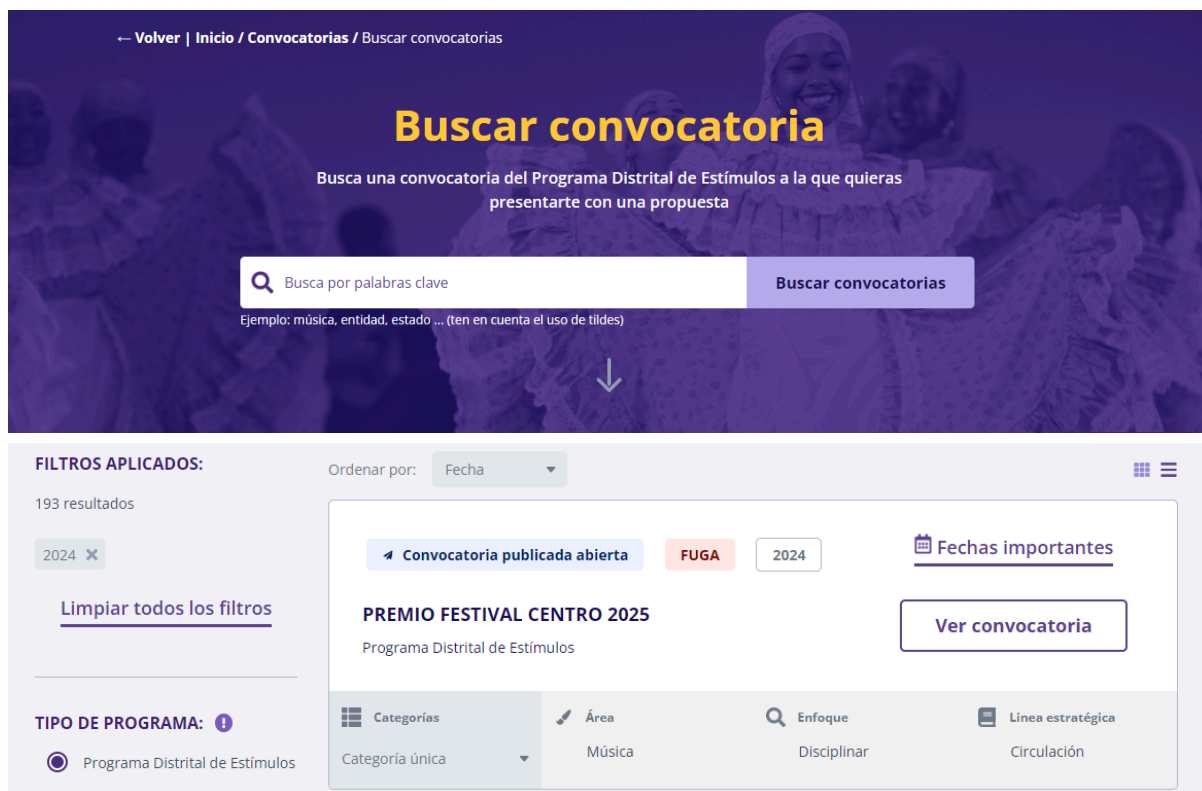 ← Volver | Inicio / Convocatorias / Buscar convocatorias
Buscar convocatoria
Busca una convocatoria del Programa Distrital de Estímulos a la que quieras
presentarte con una propuesta
Busca por palabras clave
Buscar convocatorias
Ejemplo: música, entidad, estado ... (ten en cuenta el uso de tildes)
FILTROS APLICADOS:
193 resultados
2024
Limpiar todos los filtros
TIPO DE PROGRAMA:
Programa Distrital de Estímulos
Ordenar por: Fecha
Convocatoria publicada abierta FUGA 2024
Fechas importantes
PREMIO FESTIVAL CENTRO 2025
Programa Distrital de Estímulos
Ver convocatoria
Categorías
Categoría única
Área
Música
Enfoque
Disciplinar
Linea estratégica
Circulación